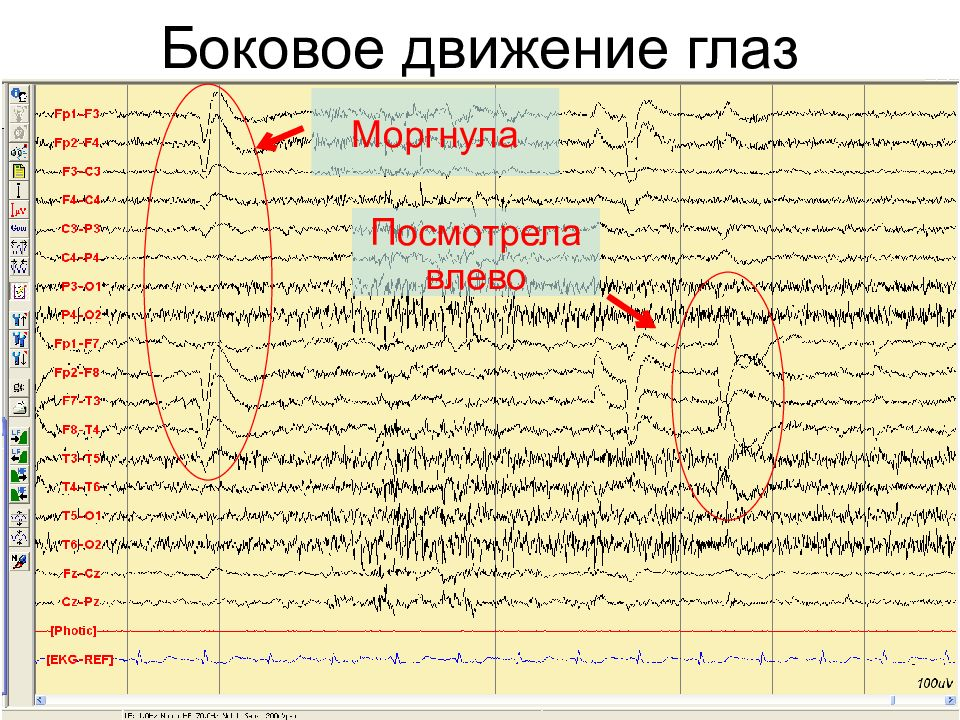 Боковое движение глаз
Моргнула
Посмотрела
влево
Fp1-F3
Fp2-F4
F3-C3
F4-C4
C3-P3
C4-P4
P3-O1
P4-O2
Fp1-F7
Fp2-F8
F7-T3
F8-T4
T3-T5
T4-T6
T5-O1
T6-O2
Fz-Cz
Cz-Pz
[Photic]
[EKG-REF]
100uV